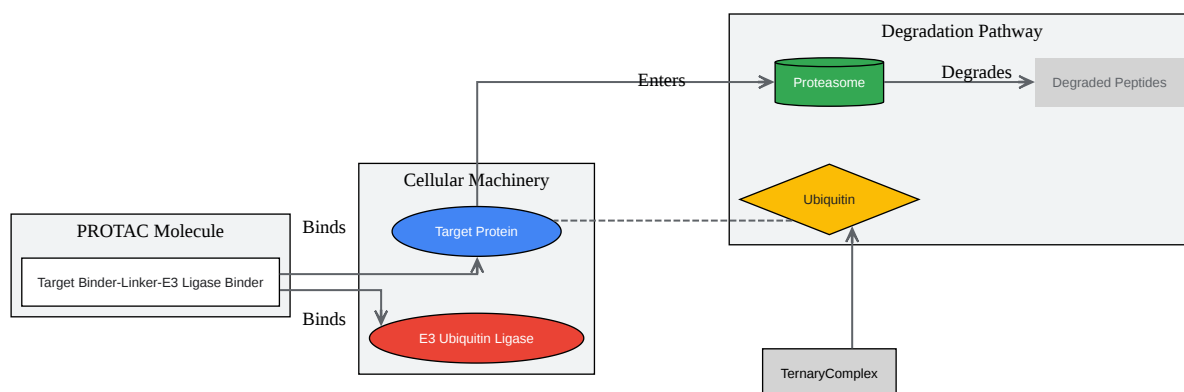 Degradation Pathway
Enters
Proteasome
Degrades
Degraded Peptides
Cellular Machinery
Ubiquitin
PROTAC Molecule
Binds
Target Protein
Target Binder-Linker-E3 Ligase Binder
Binds
E3 Ubiquitin Ligase
TernaryComplex